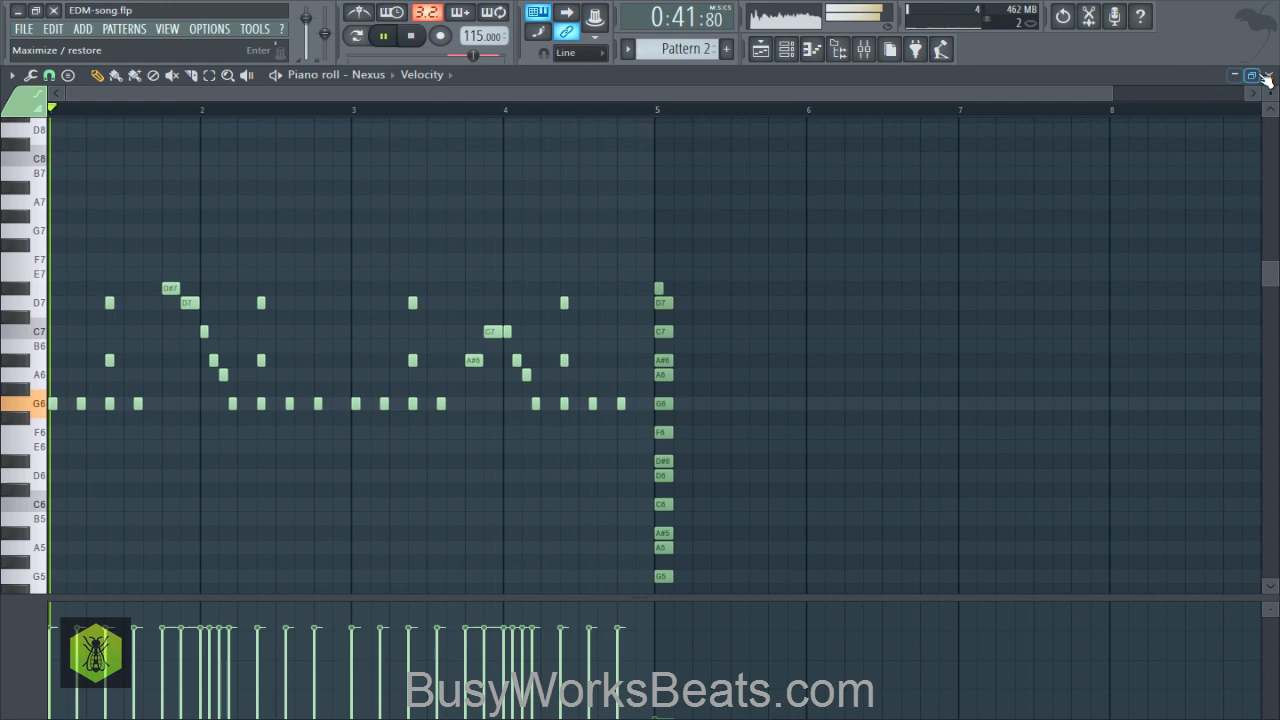 EDM-song.flp
FILE EDIT ADD PATTERNS VIEW OPTIONS TOOLS ?
Maximize / restore Enter
3.2.
115.000
Line
M:S:CS
0:41:80
Pattern 2
4
462 MB
2
Piano roll - Nexus Velocity
2 3 4 5 6 7 8
D8
C8
B7
A7
G7
F7
E7
D#7
D7 D7 D7
C7 C7 C7
B6
A#6 A#6
A6 A6
G6 G6
F6 F6
E6
D#6
D6 D6
C6 C6
B5
A#5
A5 A5
G5 G5
BusyWorksBeats.com